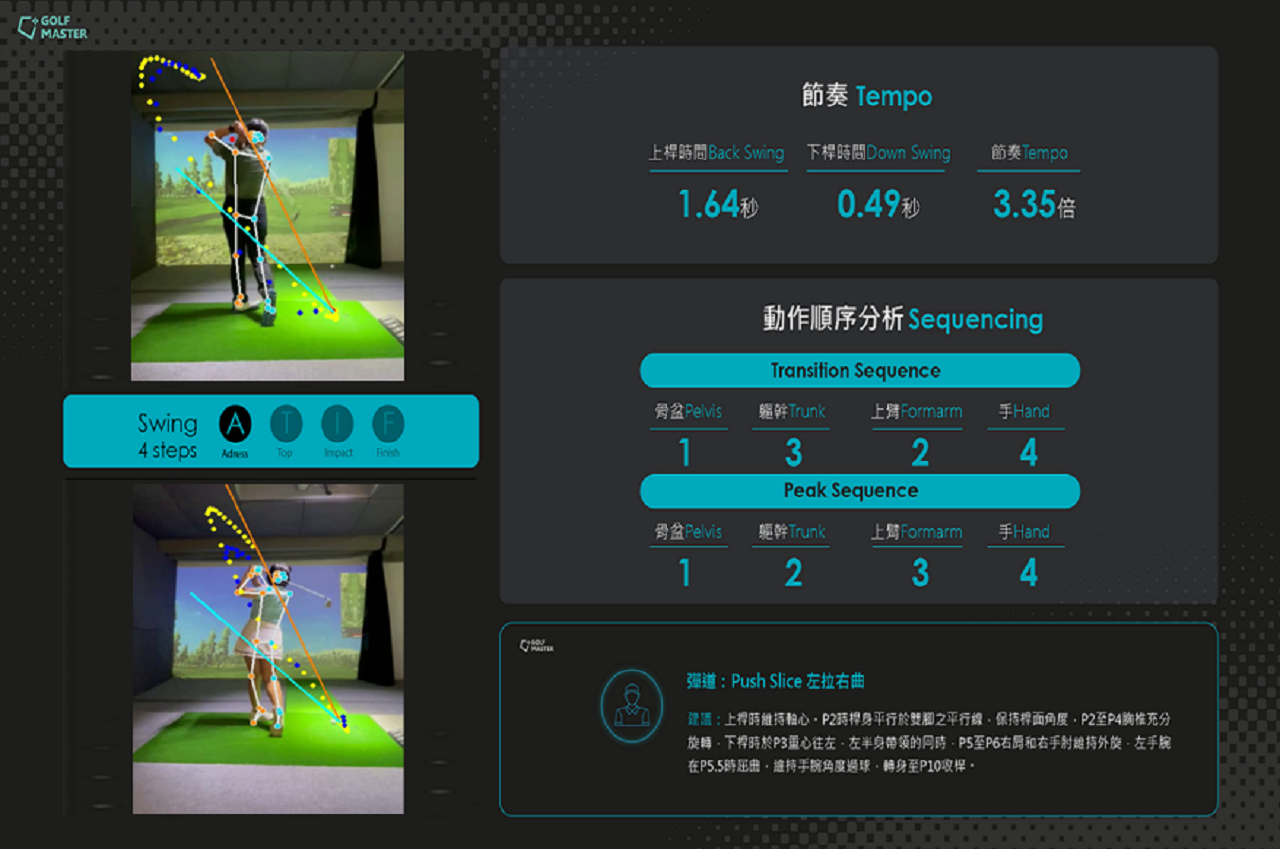 GOLF
MASTER
節奏 Tempo
上桿時間Back Swing 下桿時間Down Swing 節奏Tempo
1.64秒 0.49秒 3.35倍
動作順序分析 Sequencing
Transition Sequence
骨盆Pelvis 軀幹Trunk 上臂Formarm 手Hand
1 3 2 4
Peak Sequence
骨盆Pelvis 軀幹Trunk 上臂Formarm 手Hand
1 2 3 4
Swing
4 steps
A T I F
Adress Top Impact Finish
GOLF
MASTER
彈道：Push Slice 左拉右曲
建議：上桿時維持軸心。P2時桿身平行於雙腳之平行線，保持桿面角度，P2至P4胸椎充分
旋轉，下桿時於P3重心往左，左半身帶領的同時，P5至P6右肩和右手肘維持外旋，左手腕
在P5.5時屈曲，維持手腕角度過球，轉身至P10收桿。